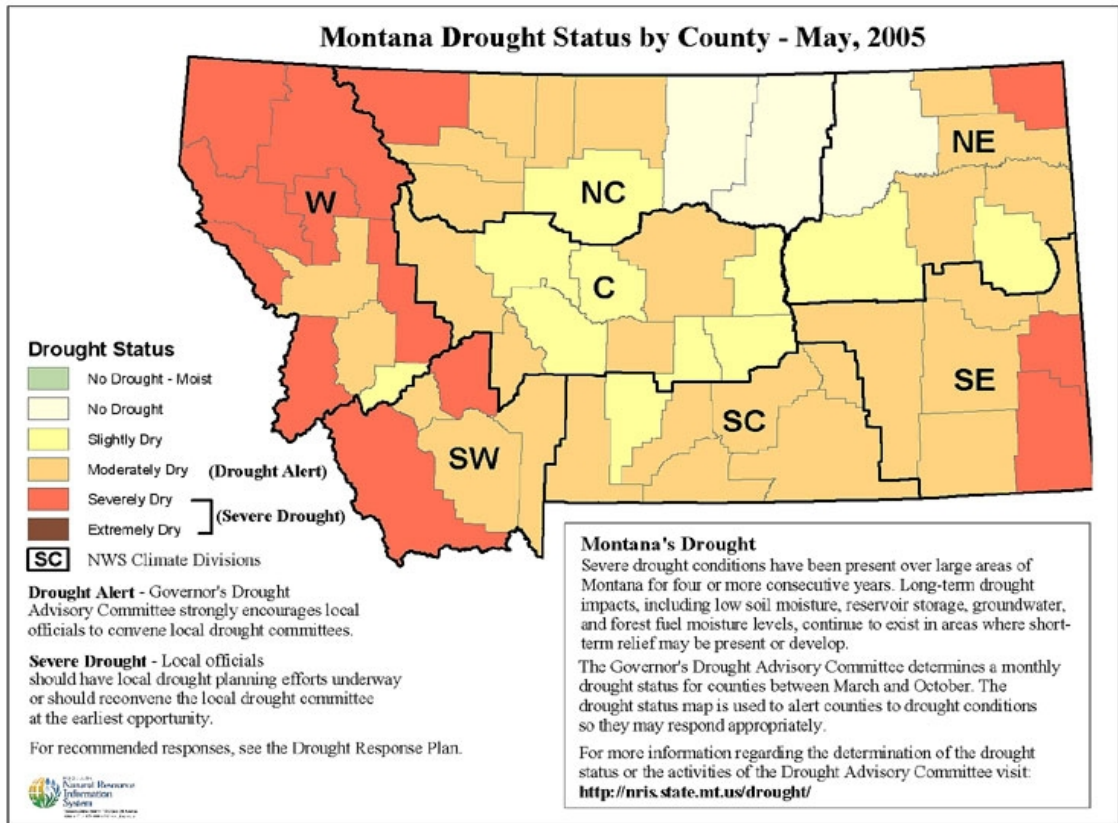 Montana Drought Status by County - May, 2005
W
NC
NE
C
SE
SC
SW
Drought Status
No Drought - Moist
No Drought
Slightly Dry
Moderately Dry (Drought Alert)
Severely Dry
(Severe Drought)
Extremely Dry
SC NWS Climate Divisions
Drought Alert - Governor's Drought
Advisory Committee strongly encourages local
officials to convene local drought committees.
Severe Drought - Local officials
should have local drought planning efforts underway
or should reconvene the local drought committee
at the earliest opportunity.
For recommended responses, see the Drought Response Plan.
Natural Resource
Information
System
Montana's Drought
Severe drought conditions have been present over large areas of
Montana for four or more consecutive years. Long-term drought
impacts, including low soil moisture, reservoir storage, groundwater,
and forest fuel moisture levels, continue to exist in areas where short-
term relief may be present or develop.
The Governor's Drought Advisory Committee determines a monthly
drought status for counties between March and October. The
drought status map is used to alert counties to drought conditions
so they may respond appropriately.
For more information regarding the determination of the drought
status or the activities of the Drought Advisory Committee visit:
http://nris.state.mt.us/drought/